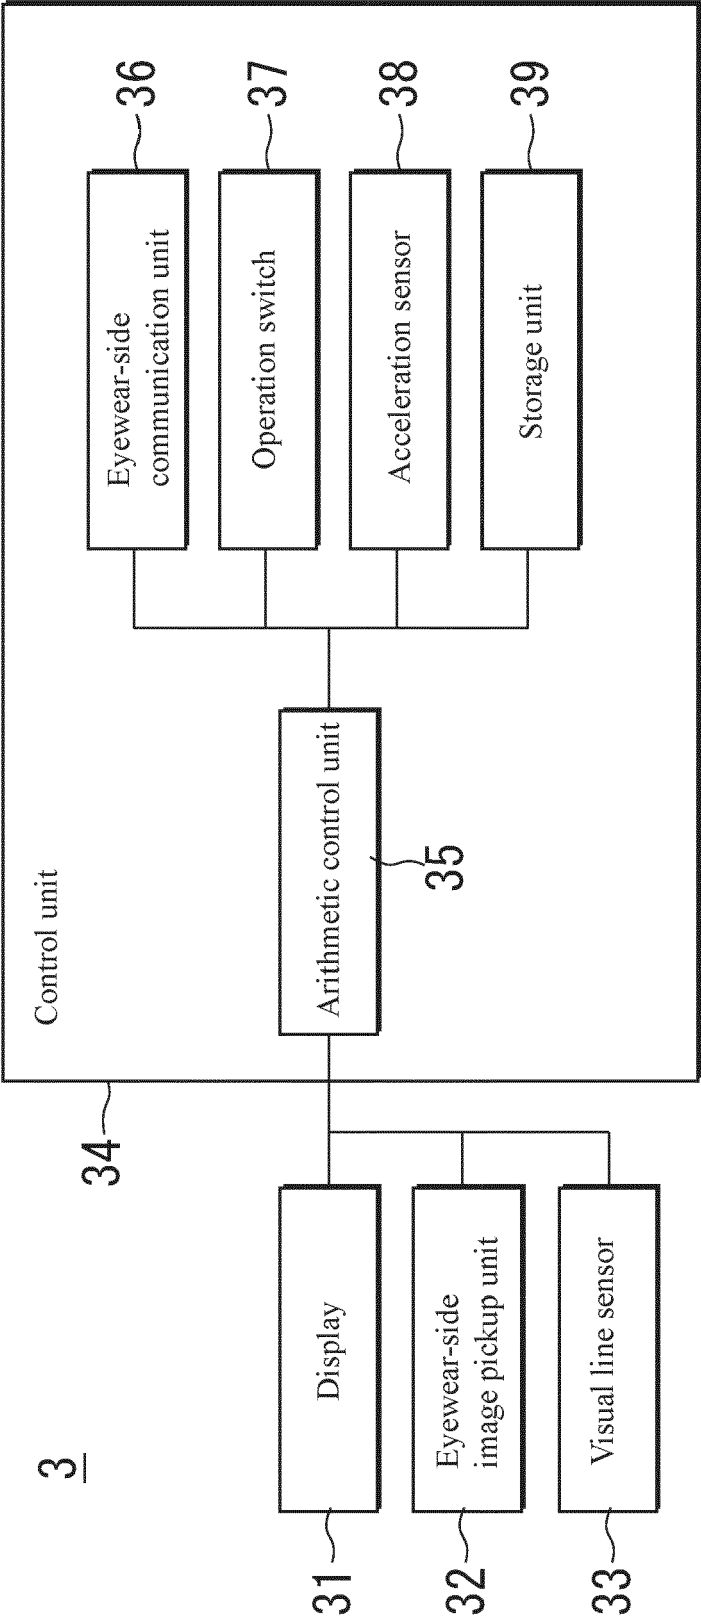 3
34
Control unit
31
Display
32
Eyewear-side
image pickup unit
33
Visual line sensor
Arithmetic control unit
35
Eyewear-side
communication unit
36
Operation switch
37
Acceleration sensor
38
Storage unit
39